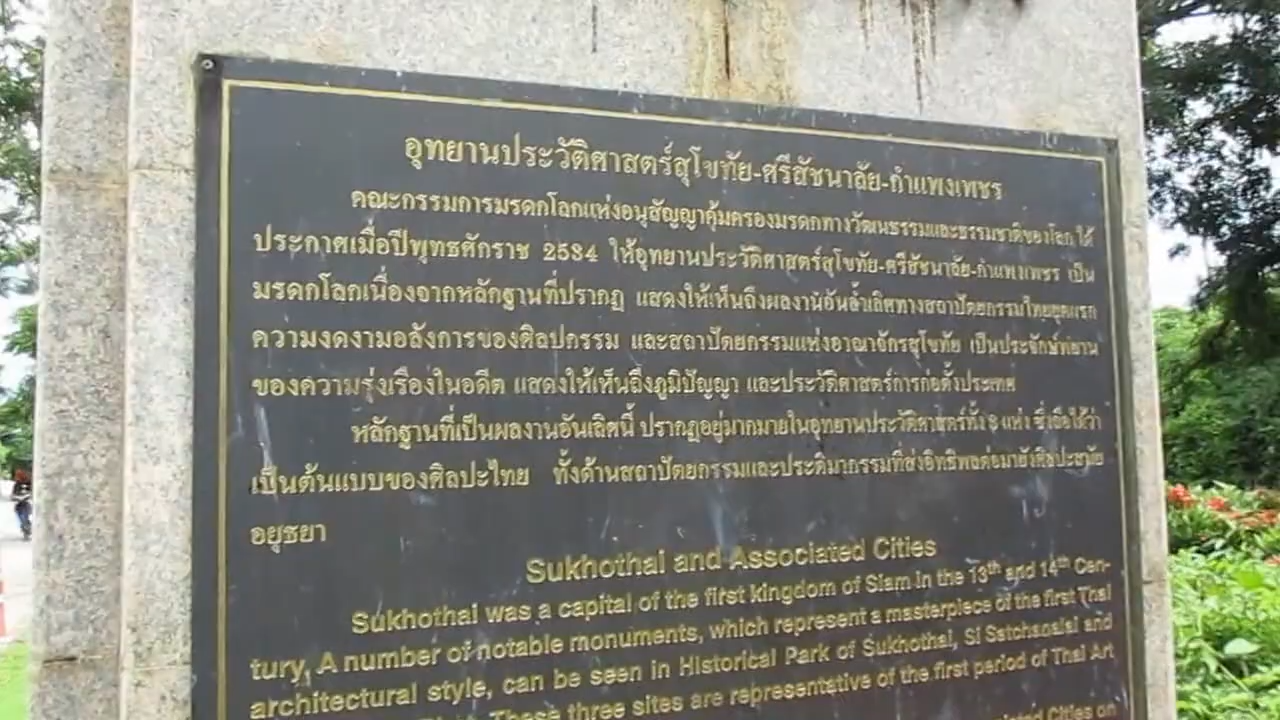 อุทยานประวัติศาสตร์สุโขทัย-ศรีสัชนาลัย-กำแพงเพชร
คณะกรรมการมรดกโลกแห่งอนุสัญญาคุ้มครองมรดกทางวัฒนธรรมและธรรมชาติของโลก ได้
ประกาศเมื่อปีพุทธศักราช 2534 ให้อุทยานประวัติศาสตร์สุโขทัย-ศรีสัชนาลัย-กำแพงเพชร เป็น
มรดกโลกเนื่องจากหลักฐานที่ปรากฏ แสดงให้เห็นถึงผลงานอันล้ำเลิศทางสถาปัตยกรรมไทยยุคแรก
ความงดงามอลังการของศิลปกรรม และสถาปัตยกรรมแห่งอาณาจักรสุโขทัย เป็นประจักษ์พยาน
ของความรุ่งเรืองในอดีต แสดงให้เห็นถึงภูมิปัญญา และประวัติศาสตร์การก่อตั้งประเทศ
หลักฐานที่เป็นผลงานอันเลิศนี้ ปรากฏอยู่มากมายในอุทยานประวัติศาสตร์ทั้ง 3 แห่ง ซึ่งถือได้ว่า
เป็นต้นแบบของศิลปะไทย ทั้งด้านสถาปัตยกรรมและประติมากรรมที่ส่งอิทธิพลต่อมายังศิลปะสมัย
อยุธยา
Sukhothai and Associated Cities
Sukhothai was a capital of the first kingdom of Siam in the 13th and 14th Cen-
tury, A number of notable monuments, which represent a masterpiece of the first Thai
architectural style, can be seen in Historical Park of Sukhothai, Si Satchanalai and
These three sites are representative of the first period of Thai Art
Cities on